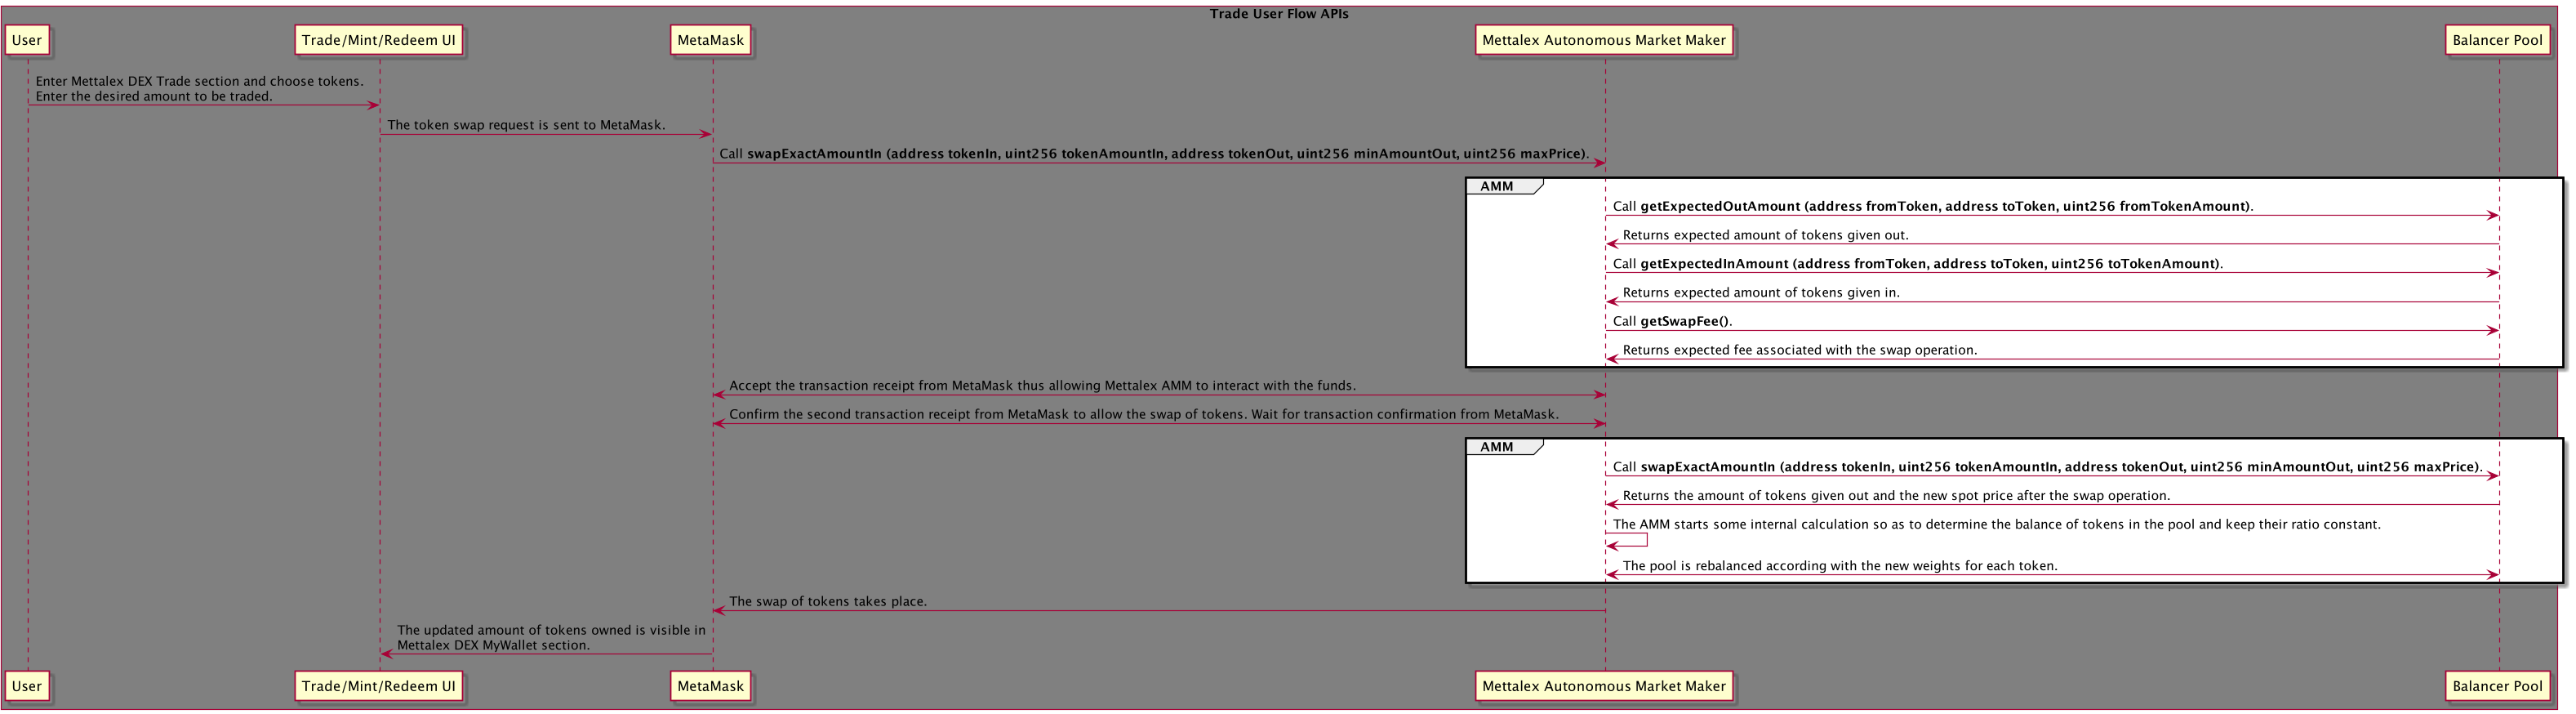 Trade User Flow APIs
User
Trade/Mint/Redeem UI
MetaMask
Mettalex Autonomous Market Maker
Balancer Pool
Enter Mettalex DEX Trade section and choose tokens.
Enter the desired amount to be traded.
The token swap request is sent to MetaMask.
Call swapExactAmountIn (address tokenIn, uint256 tokenAmountIn, address tokenOut, uint256 minAmountOut, uint256 maxPrice).
AMM
Call getExpectedOutAmount (address fromToken, address toToken, uint256 fromTokenAmount).
Returns expected amount of tokens given out.
Call getExpectedInAmount (address fromToken, address toToken, uint256 toTokenAmount).
Returns expected amount of tokens given in.
Call getSwapFee().
Returns expected fee associated with the swap operation.
Accept the transaction receipt from MetaMask thus allowing Mettalex AMM to interact with the funds.
Confirm the second transaction receipt from MetaMask to allow the swap of tokens. Wait for transaction confirmation from MetaMask.
AMM
Call swapExactAmountIn (address tokenIn, uint256 tokenAmountIn, address tokenOut, uint256 minAmountOut, uint256 maxPrice).
Returns the amount of tokens given out and the new spot price after the swap operation.
The AMM starts some internal calculation so as to determine the balance of tokens in the pool and keep their ratio constant.
The pool is rebalanced according with the new weights for each token.
The swap of tokens takes place.
The updated amount of tokens owned is visible in
Mettalex DEX MyWallet section.
User
Trade/Mint/Redeem UI
MetaMask
Mettalex Autonomous Market Maker
Balancer Pool